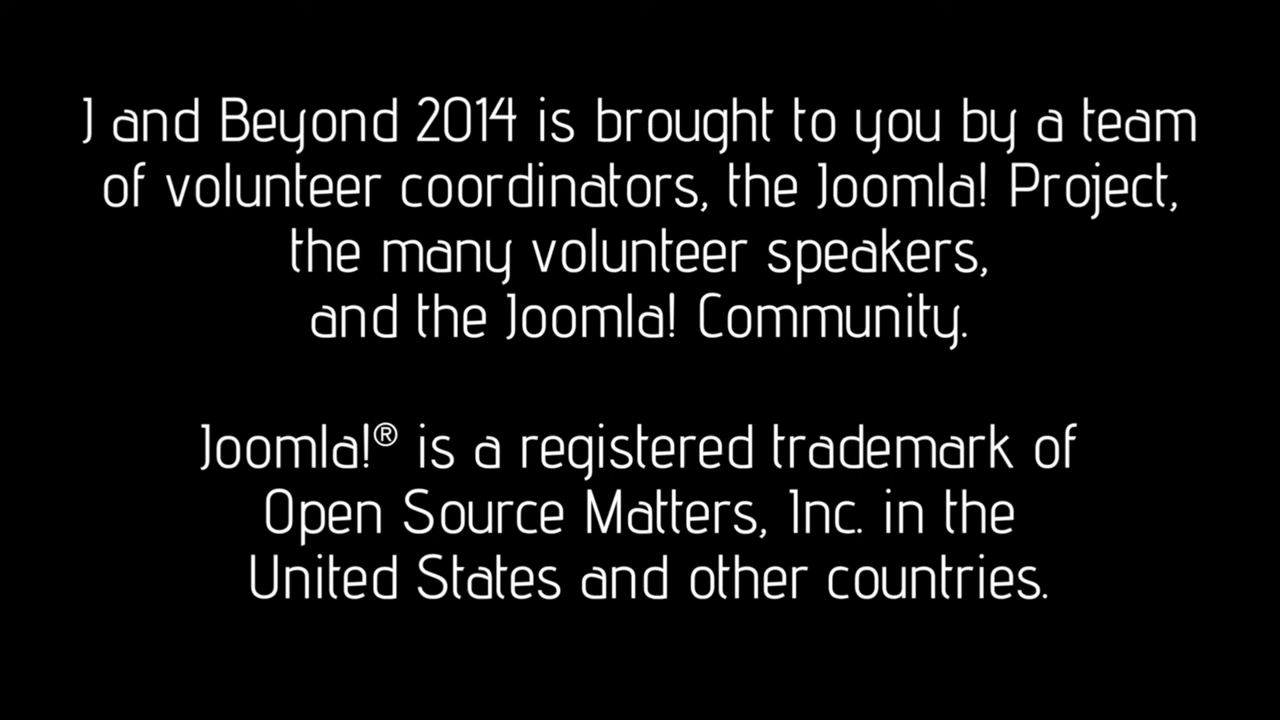 J and Beyond 2014 is brought to you by a team
of volunteer coordinators, the Joomla! Project,
the many volunteer speakers,
and the Joomla! Community.
Joomla!® is a registered trademark of
Open Source Matters, Inc. in the
United States and other countries.